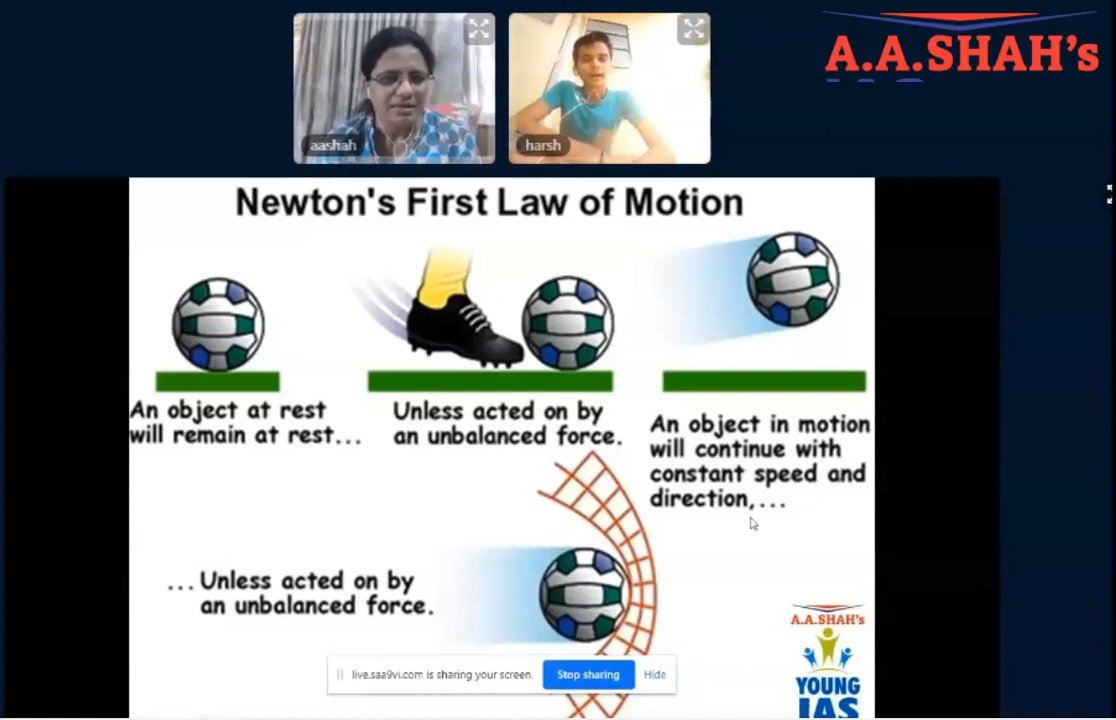 A.A.SHAH's
IAS
aashah
harsh
Newton's First Law of Motion
An object at rest
will remain at rest...
Unless acted on by
an unbalanced force.
An object in motion
will continue with
constant speed and
direction,...
... Unless acted on by
an unbalanced force.
A.A.SHAH's
YOUNG
IAS
live.saa9vi.com is sharing your screen.
Stop sharing
Hide